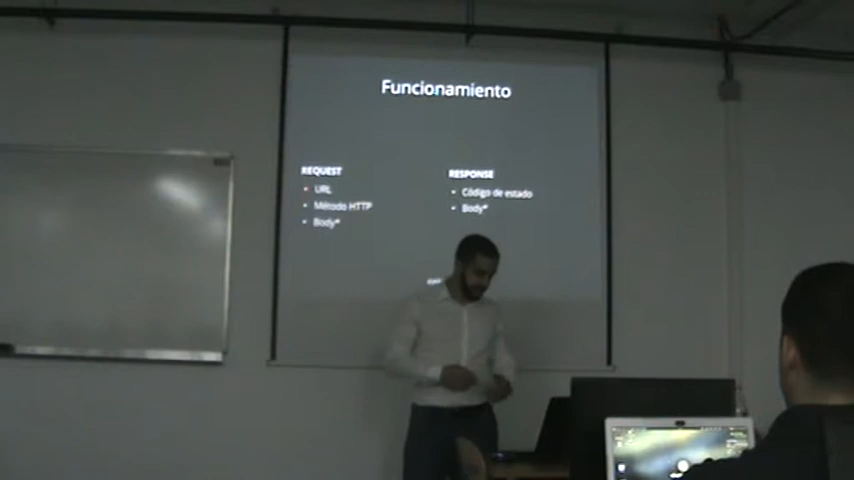 Funcionamiento
REQUEST
• URL
• Método HTTP
• Body*
RESPONSE
• Código de estado
• Body*